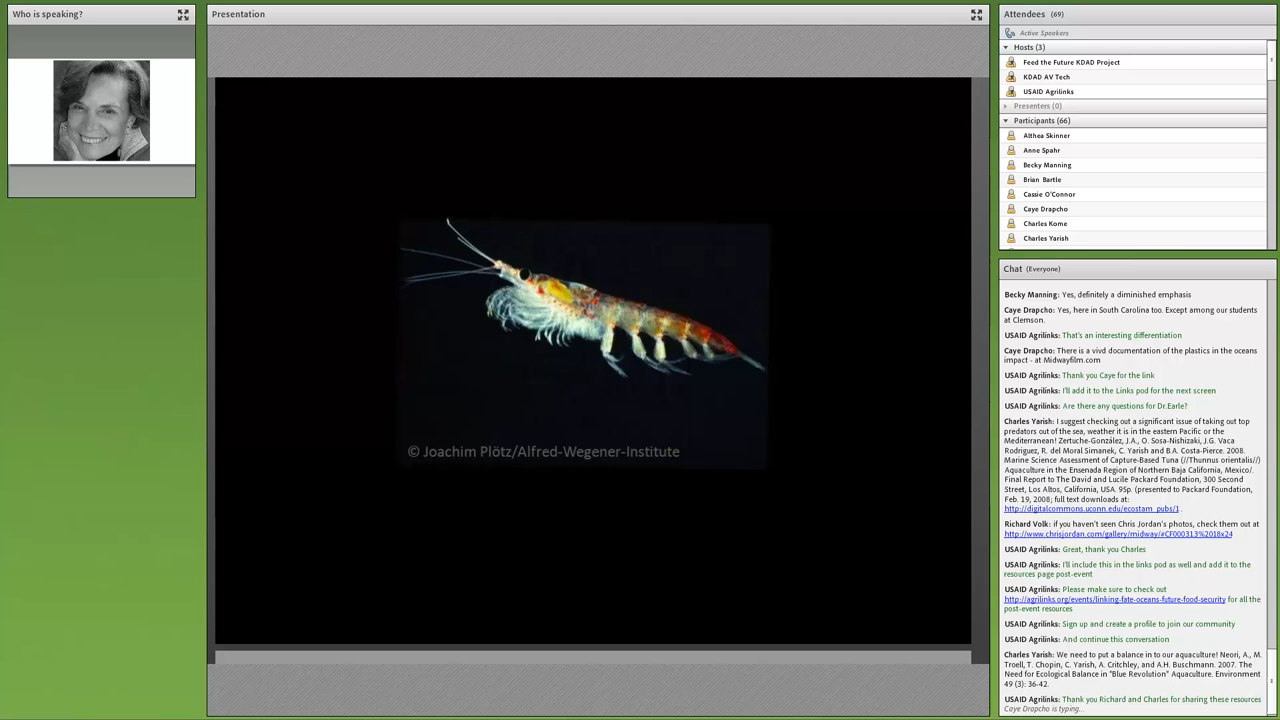 Who is speaking?
Presentation
© Joachim Plötz/Alfred-Wegener-Institute
Attendees (69)
Active Speakers
Hosts (3)
Feed the Future KDAD Project
KDAD AV Tech
USAID Agrilinks
Presenters (0)
Participants (66)
Althea Skinner
Anne Spahr
Becky Manning
Brian Bartle
Cassie O'Connor
Caye Drapcho
Charles Kome
Charles Yarish
Chat (Everyone)
Becky Manning: Yes, definitely a diminished emphasis
Caye Drapcho: Yes, here in South Carolina too. Except among our students
at Clemson.
USAID Agrilinks: That's an interesting differentiation
Caye Drapcho: There is a vivd documentation of the plastics in the oceans
impact - at Midwayfilm.com
USAID Agrilinks: Thank you Caye for the link
USAID Agrilinks: I'll add it to the Links pod for the next screen
USAID Agrilinks: Are there any questions for Dr.Earle?
Charles Yarish: I suggest checking out a significant issue of taking out top
predators out of the sea, weather it is in the eastern Pacific or the
Mediterranean! Zertuche-González, J.A., O. Sosa-Nishizaki, J.G. Vaca
Rodriguez, R. del Moral Simanek, C. Yarish and B.A. Costa-Pierce. 2008.
Marine Science Assessment of Capture-Based Tuna (//Thunnus orientalis//)
Aquaculture in the Ensenada Region of Northern Baja California, Mexico/.
Final Report to The David and Lucile Packard Foundation, 300 Second
Street, Los Altos, California, USA. 95p. (presented to Packard Foundation,
Feb. 19, 2008; full text downloads at:
http://digitalcommons.uconn.edu/ecostam_pubs/1 .
Richard Volk: if you haven't seen Chris Jordan's photos, check them out at
http://www.chrisjordan.com/gallery/midway/#CF000313%2018x24
USAID Agrilinks: Great, thank you Charles
USAID Agrilinks: I'll include this in the links pod as well and add it to the
resources page post-event
USAID Agrilinks: Please make sure to check out
http://agrilinks.org/events/linking-fate-oceans-future-food-security for all the
post-event resources
USAID Agrilinks: Sign up and create a profile to join our community
USAID Agrilinks: And continue this conversation
Charles Yarish: We need to put a balance in to our aquaculture! Neori, A., M.
Troell, T. Chopin, C. Yarish, A. Critchley, and A.H. Buschmann. 2007. The
Need for Ecological Balance in "Blue Revolution" Aquaculture. Environment
49 (3): 36-42.
USAID Agrilinks: Thank you Richard and Charles for sharing these resources
Caye Drapcho is typing...